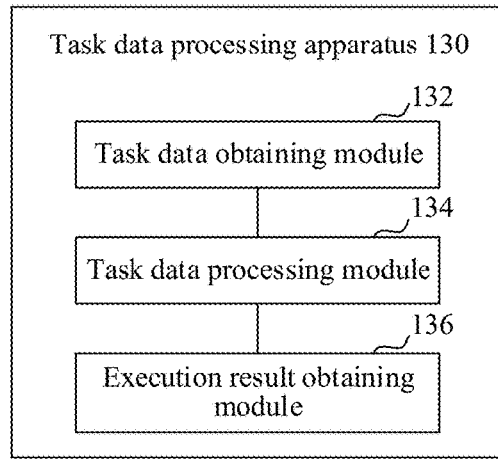 Task data processing apparatus 130
132
Task data obtaining module
134
Task data processing module
136
Execution result obtaining
module